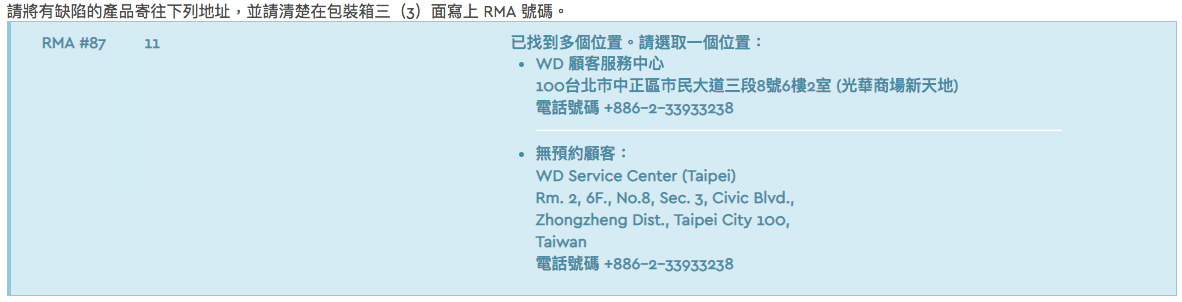 請將有缺陷的產品寄往下列地址，並請清楚在包裝箱三（3）面寫上 RMA 號碼。
RMA #87 11
已找到多個位置。請選取一個位置：
• WD 顧客服務中心
100台北市中正區市民大道三段8號6樓2室 (光華商場新天地)
電話號碼 +886-2-33933238
• 無預約顧客：
WD Service Center (Taipei)
Rm. 2, 6F., No.8, Sec. 3, Civic Blvd.,
Zhongzheng Dist., Taipei City 100,
Taiwan
電話號碼 +886-2-33933238